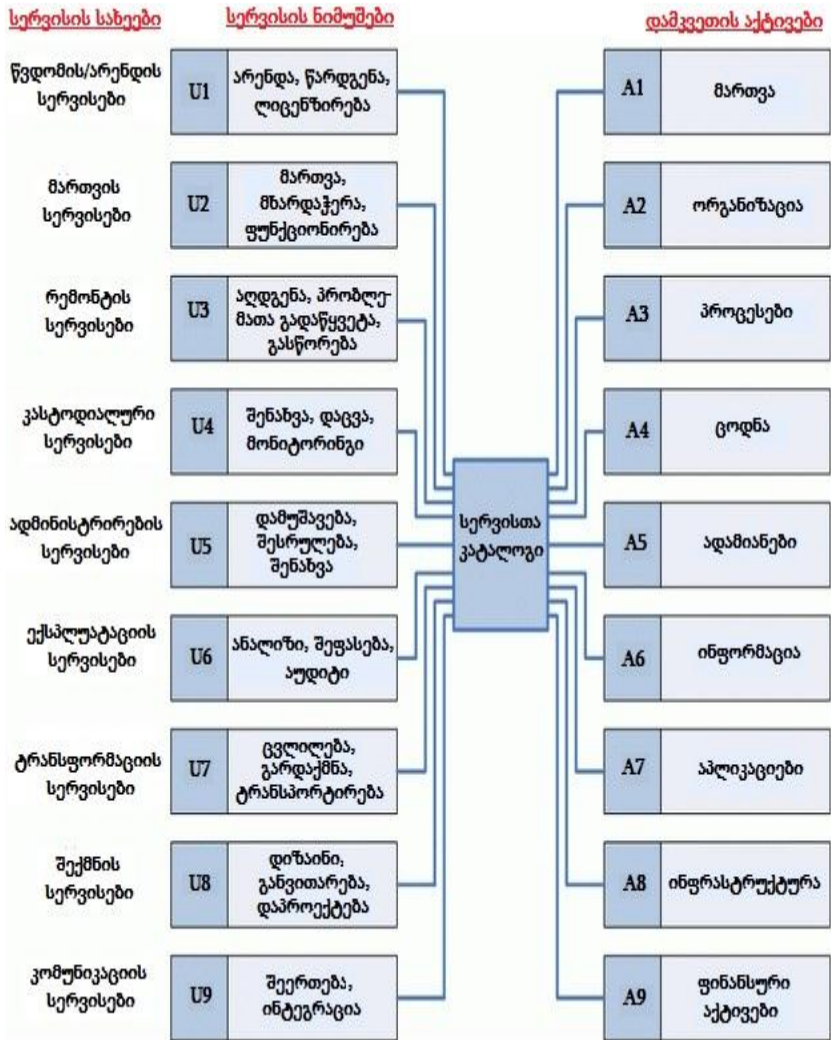 სერვისის სახეები
სერვისის ნიმუშები
დამკვეთის აქტივები
წვდომის/არენდის
სერვისები
U1
არენდა, წარდგენა,
ლიცენზირება
A1
მართვა
მართვის
სერვისები
U2
მართვა,
მხარდაჭერა,
ფუნქციონირება
A2
ორგანიზაცია
რემონტის
სერვისები
U3
აღდგენა, პრობლე-
მათა გადაწყვეტა,
გასწორება
A3
პროცესები
კასტოდიალური
სერვისები
U4
შენახვა, დაცვა,
მონიტორინგი
A4
ცოდნა
ადმინისტრირების
სერვისები
U5
დამუშავება,
შესრულება,
შენახვა
სერვისთა
კატალოგი
A5
ადამიანები
ექსპლუატაციის
სერვისები
U6
ანალიზი, შეფასება,
აუდიტი
A6
ინფორმაცია
ტრანსფორმაციის
სერვისები
U7
ცვლილება,
გარდაქმნა,
ტრანსპორტირება
A7
აპლიკაციები
შექმნის
სერვისები
U8
დიზაინი,
განვითარება,
დაპროექტება
A8
ინფრასტრუქტურა
კომუნიკაციის
სერვისები
U9
შეერთება,
ინტეგრაცია
A9
ფინანსური
აქტივები